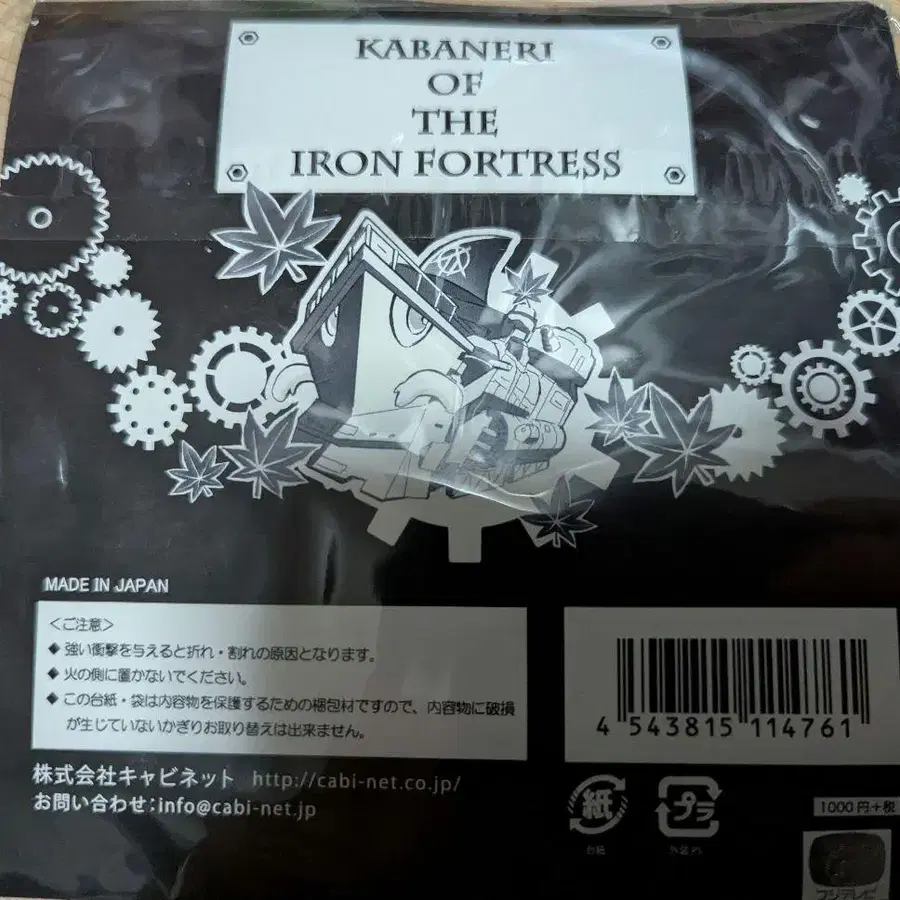 KABANERI
OF
THE
IRON FORTRESS
MADE IN JAPAN
<ご注意>
◆ 強い衝撃を与えると折れ・割れの原因となります。
◆ 火の側に置かないでください。
◆ この台紙・袋は内容物を保護するための梱包材ですので、内容物に破損
が生じていないかぎりお取り替えは出来ません。
4 543815 114761
株式会社キャビネット http://cabi-net.co.jp/
お問い合わせ:info@cabi-net.jp
紙
台紙
プラ
1000円+税
フジテレビ